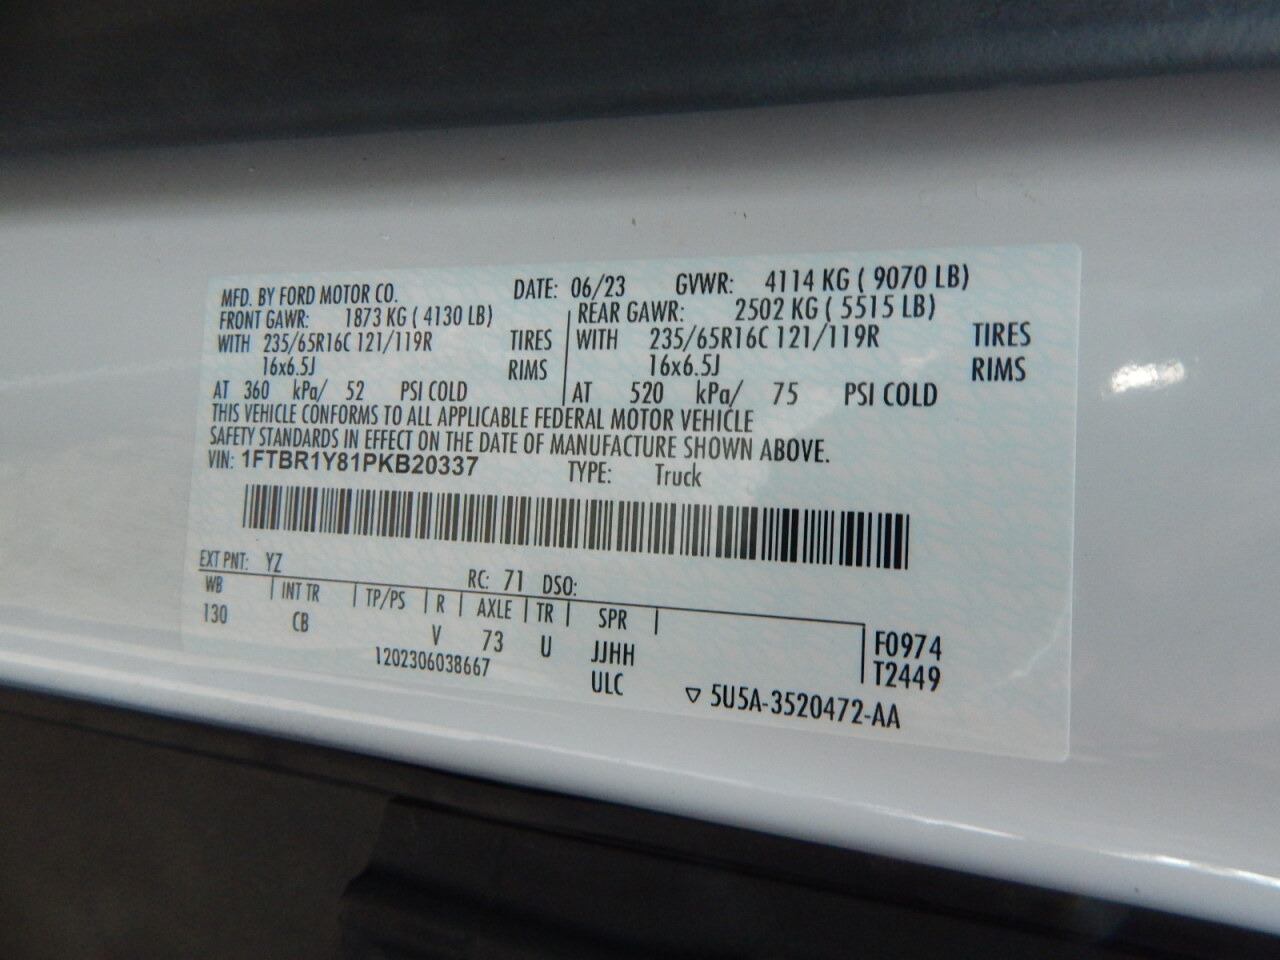 MFD. BY FORD MOTOR CO. DATE: 06/23 GVWR: 4114 KG ( 9070 LB)
FRONT GAWR: 1873 KG ( 4130 LB) REAR GAWR: 2502 KG ( 5515 LB)
WITH 235/65R16C 121/119R TIRES WITH 235/65R16C 121/119R TIRES
16x6.5J RIMS 16x6.5J RIMS
AT 360 kPa/ 52 PSI COLD AT 520 kPa/ 75 PSI COLD
THIS VEHICLE CONFORMS TO ALL APPLICABLE FEDERAL MOTOR VEHICLE
SAFETY STANDARDS IN EFFECT ON THE DATE OF MANUFACTURE SHOWN ABOVE.
VIN: 1FTBR1Y81PKB20337 TYPE: Truck
EXT PNT: YZ RC: 71 DSO:
WB INT TR TP/PS R AXLE TR SPR
130 CB V 73 U JJHH F0974
1202306038667 ULC T2449
▽ 5U5A-3520472-AA